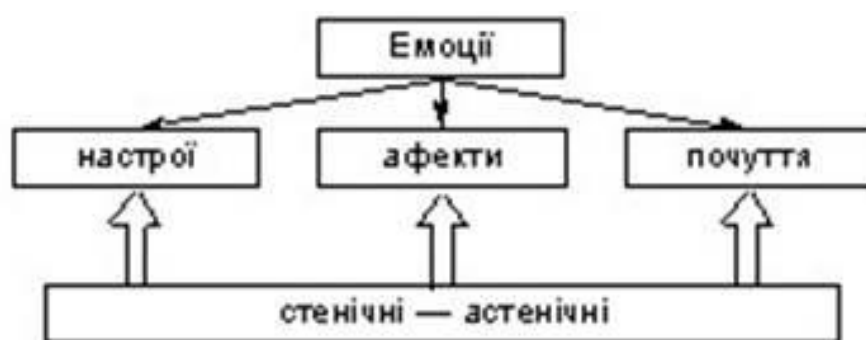 Емоції
настрої
афекти
почуття
стенічні — астенічні